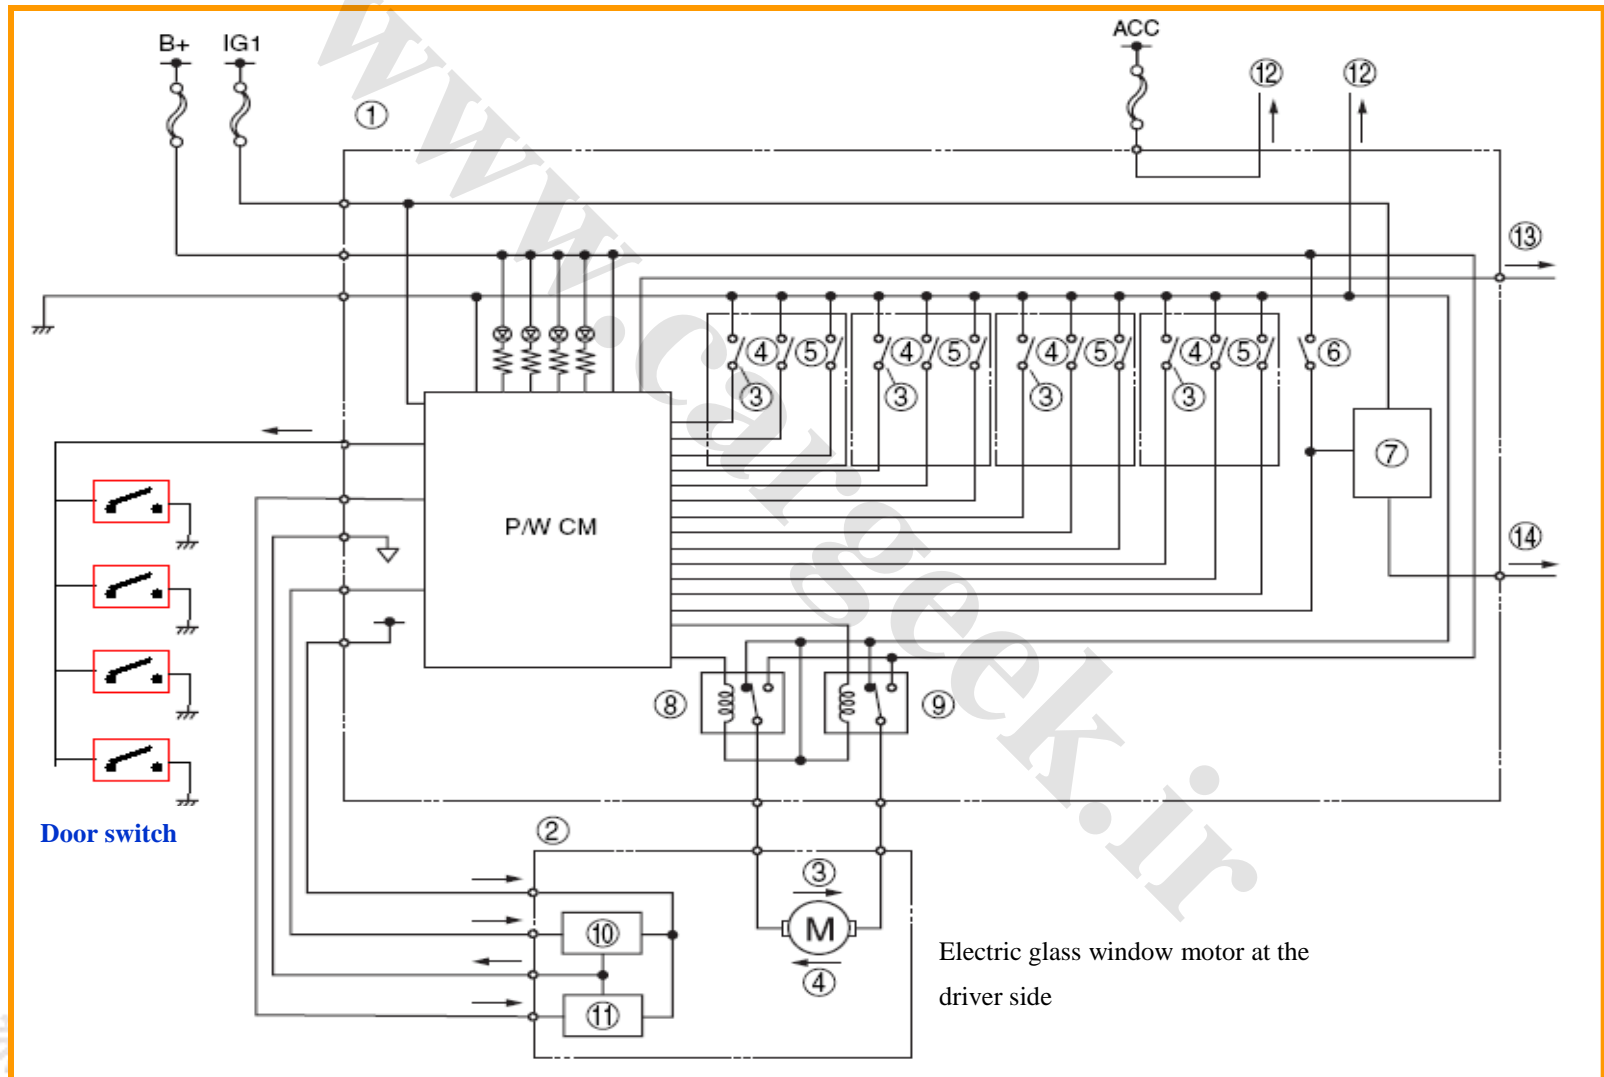 B+ IG1 ACC
① ⑫ ⑫
⑬
④ ⑤ ④ ⑤ ④ ⑤ ④ ⑤ ⑥
③ ③ ③ ③
⑦
P/W CM
⑭
⑧ ⑨
Door switch
②
③
⑩ M
④
⑪
Electric glass window motor at the
driver side
www.cargeek.ir